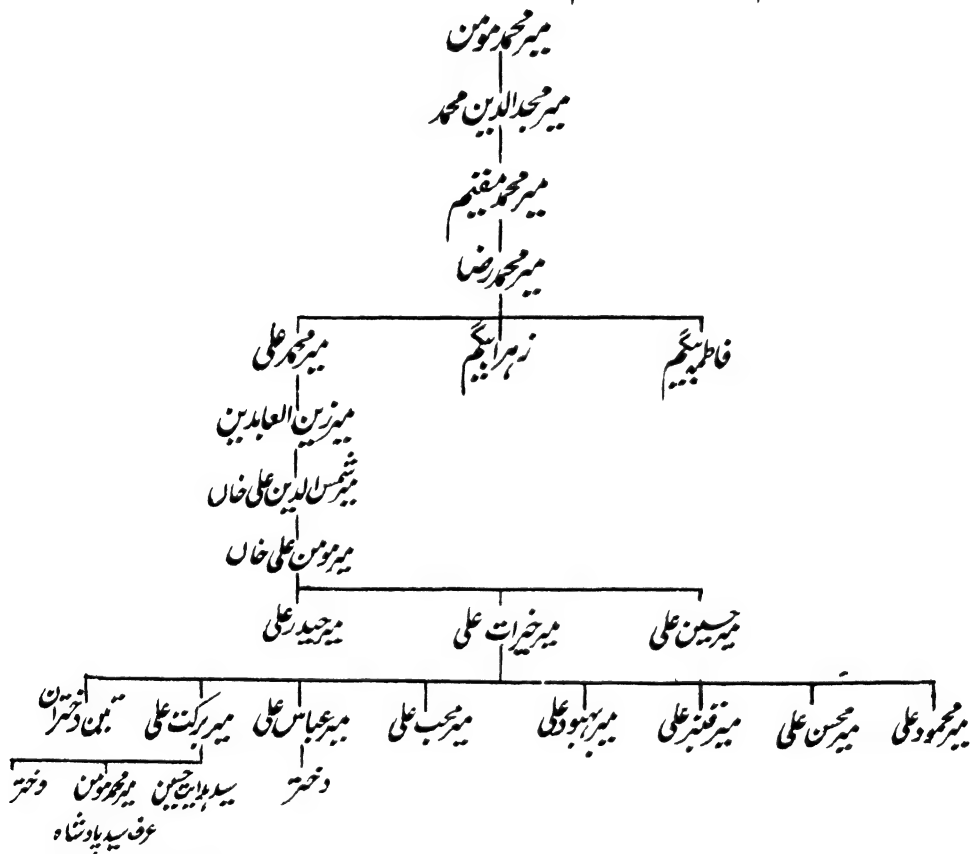 میر محمد مومن
میر مجد الدین محمد
میر محمد مقیم
میر محمد رضا
فاطمہ بیگم زہرا بیگم میر محمد علی
میر زین العابدین
میر شمس الدین علی خاں
میر مومن علی خاں
میر حسین علی میر خیرات علی میر حیدر علی
میر محمود علی میر محسن علی میر قنبر علی میر بہبود علی میر محب علی میر عباس علی میر برکت علی تین دختران
دختر سید ہدایت حسین میر محمد مومن دختر
عرف سید بادشاہ